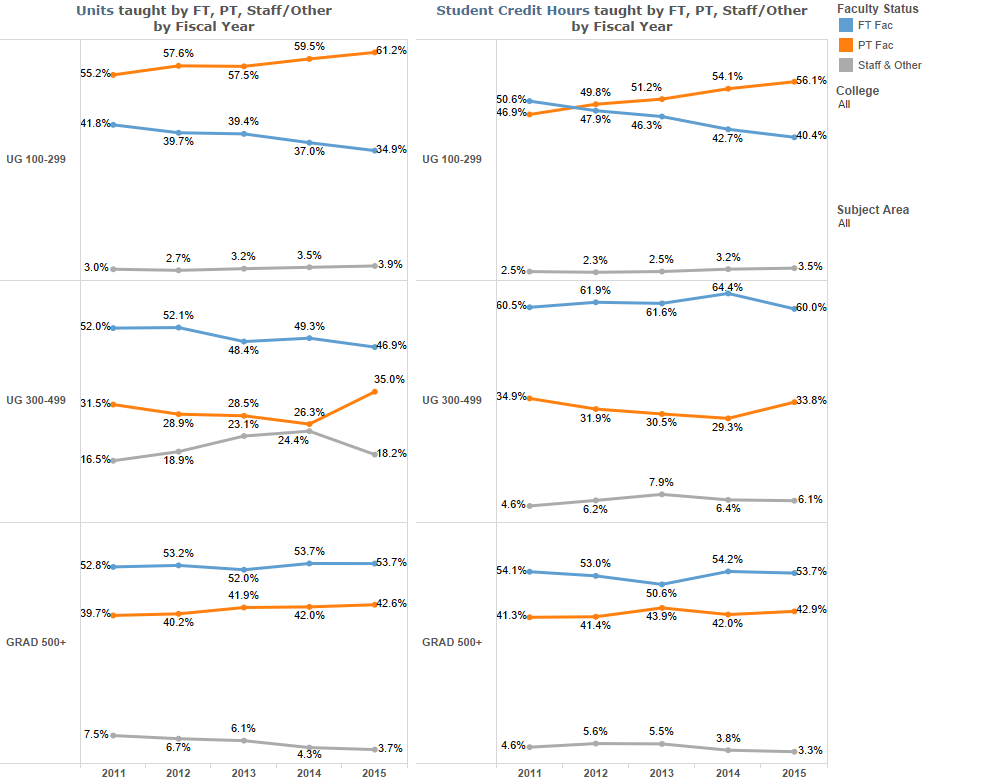 Units taught by FT, PT, Staff/Other
by Fiscal Year
Student Credit Hours taught by FT, PT, Staff/Other
by Fiscal Year
Faculty Status
FT Fac
PT Fac
Staff & Other
College
All
Subject Area
All
UG 100-299
55.2% 57.6% 57.5% 59.5% 61.2%
41.8% 39.7% 39.4% 37.0% 34.9%
3.0% 2.7% 3.2% 3.5% 3.9%
UG 100-299
50.6% 47.9% 46.3% 42.7% 40.4%
46.9% 49.8% 51.2% 54.1% 56.1%
2.5% 2.3% 2.5% 3.2% 3.5%
UG 300-499
52.0% 52.1% 48.4% 49.3% 46.9%
31.5% 28.9% 28.5% 26.3% 35.0%
16.5% 18.9% 23.1% 24.4% 18.2%
UG 300-499
60.5% 61.9% 61.6% 64.4% 60.0%
34.9% 31.9% 30.5% 29.3% 33.8%
4.6% 6.2% 7.9% 6.4% 6.1%
GRAD 500+
52.8% 53.2% 52.0% 53.7% 53.7%
39.7% 40.2% 41.9% 42.0% 42.6%
7.5% 6.7% 6.1% 4.3% 3.7%
GRAD 500+
54.1% 53.0% 50.6% 54.2% 53.7%
41.3% 41.4% 43.9% 42.0% 42.9%
4.6% 5.6% 5.5% 3.8% 3.3%
2011 2012 2013 2014 2015
2011 2012 2013 2014 2015